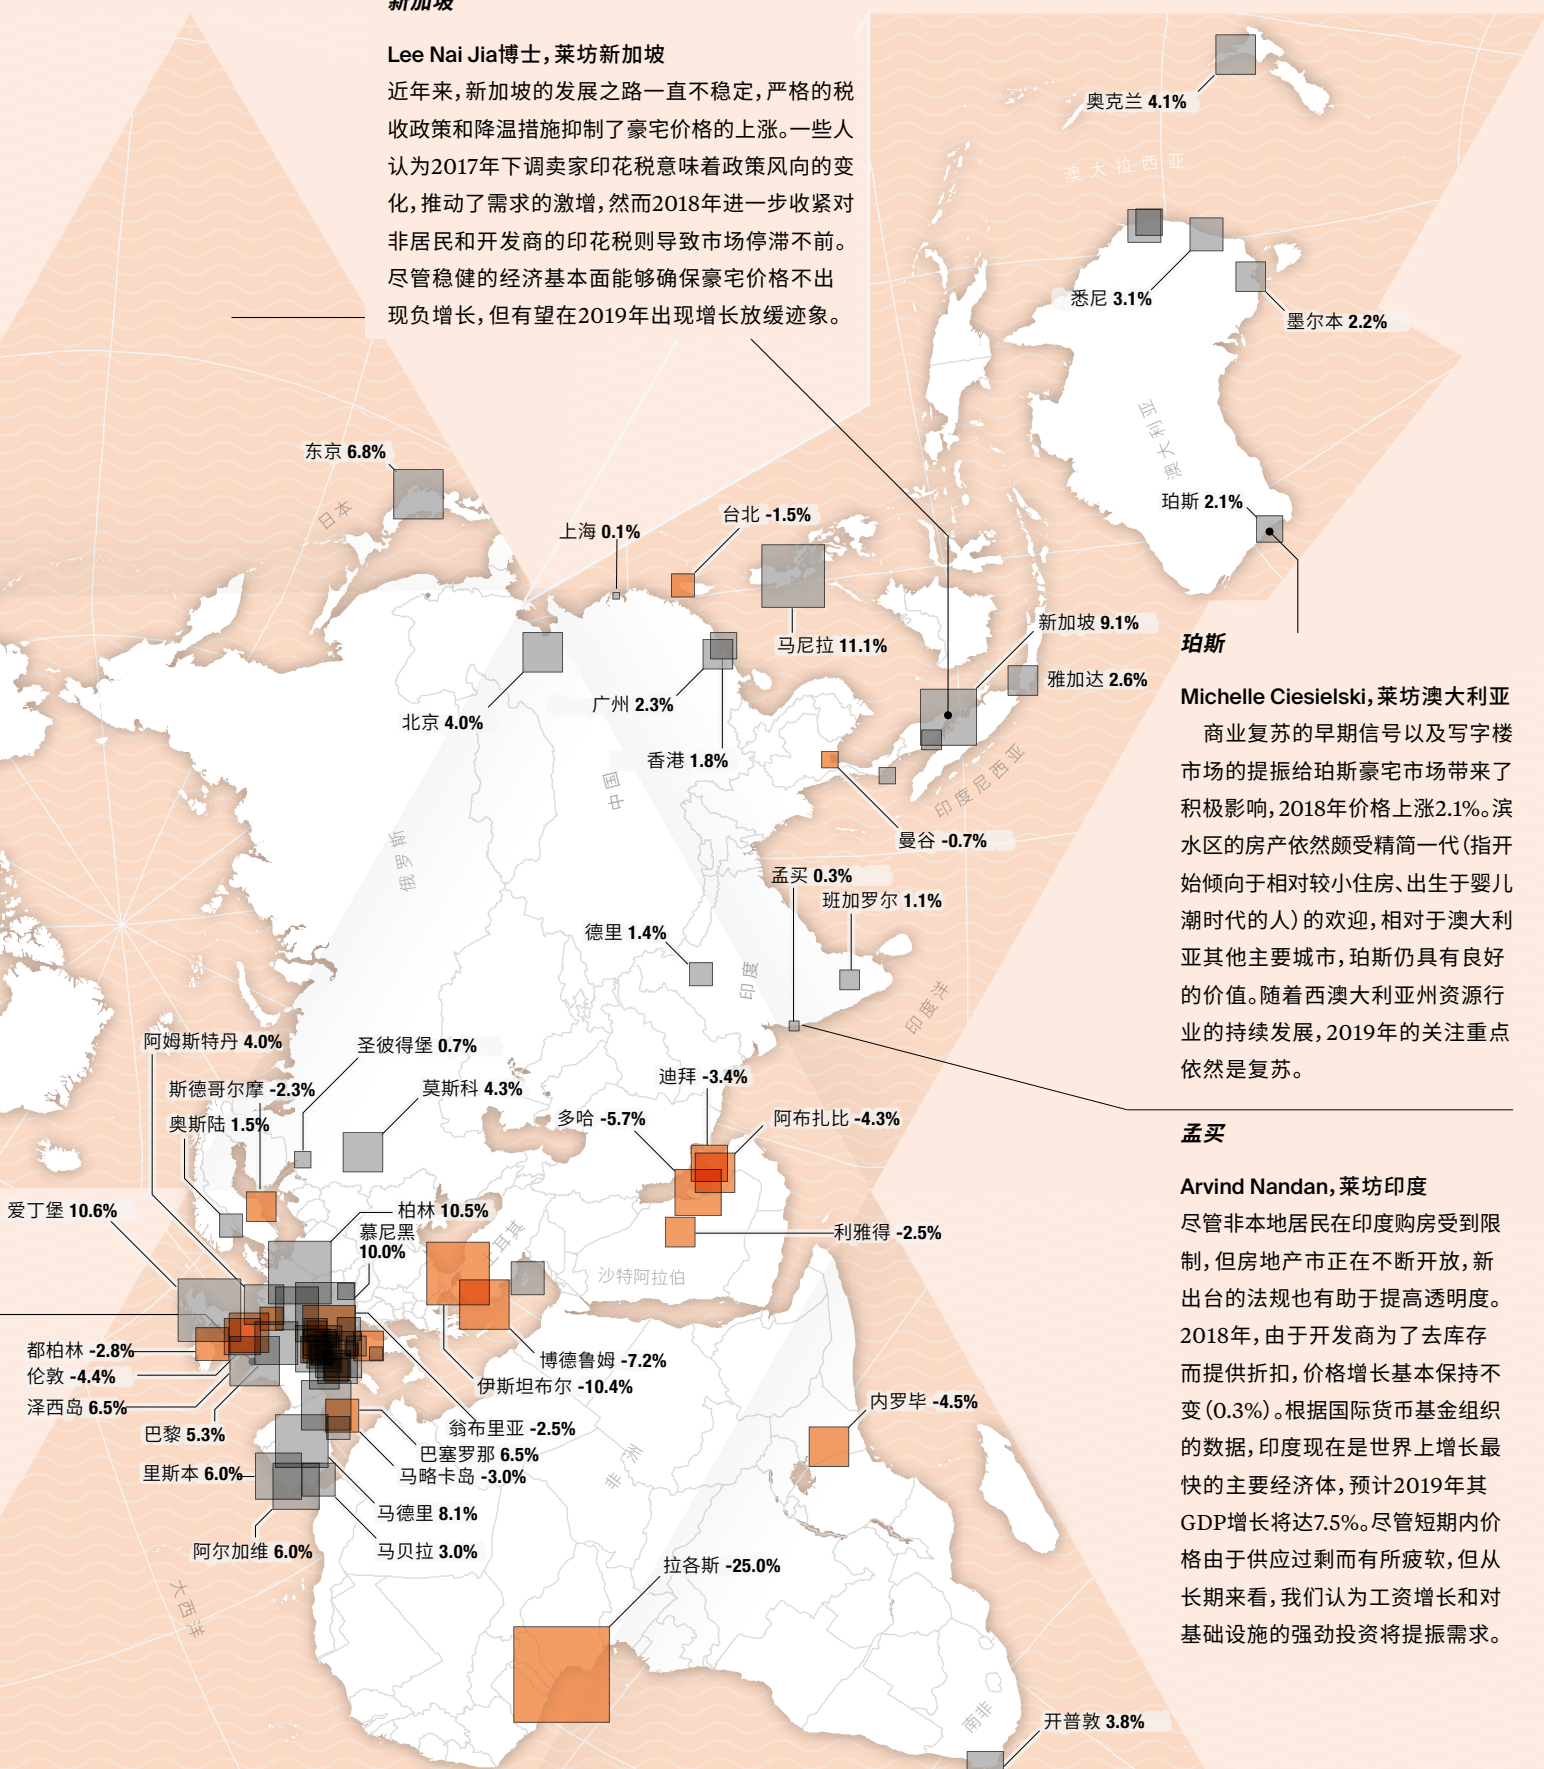 新加坡
Lee Nai Jia博士，莱坊新加坡
近年来，新加坡的发展之路一直不稳定，严格的税
收政策和降温措施抑制了豪宅价格的上涨。一些人
认为2017年下调卖家印花税意味着政策风向的变
化，推动了需求的激增，然而2018年进一步收紧对
非居民和开发商的印花税则导致市场停滞不前。
尽管稳健的经济基本面能够确保豪宅价格不出
现负增长，但有望在2019年出现增长放缓迹象。
奥克兰 4.1%
澳大拉西亚
悉尼 3.1%
墨尔本 2.2%
澳大利亚
珀斯 2.1%
东京 6.8%
日本
上海 0.1%
台北 -1.5%
马尼拉 11.1%
新加坡 9.1%
雅加达 2.6%
广州 2.3%
北京 4.0%
香港 1.8%
中国
印度尼西亚
曼谷 -0.7%
俄罗斯
孟买 0.3%
班加罗尔 1.1%
德里 1.4%
印度
印度洋
珀斯
Michelle Ciesielski，莱坊澳大利亚
商业复苏的早期信号以及写字楼
市场的提振给珀斯豪宅市场带来了
积极影响，2018年价格上涨2.1%。滨
水区的房产依然颇受精简一代（指开
始倾向于相对较小住房、出生于婴儿
潮时代的人）的欢迎，相对于澳大利
亚其他主要城市，珀斯仍具有良好
的价值。随着西澳大利亚州资源行
业的持续发展，2019年的关注重点
依然是复苏。
阿姆斯特丹 4.0%
圣彼得堡 0.7%
斯德哥尔摩 -2.3%
莫斯科 4.3%
奥斯陆 1.5%
迪拜 -3.4%
多哈 -5.7%
阿布扎比 -4.3%
爱丁堡 10.6%
柏林 10.5%
慕尼黑
10.0%
土耳其
利雅得 -2.5%
沙特阿拉伯
都柏林 -2.8%
伦敦 -4.4%
泽西岛 6.5%
巴黎 5.3%
博德鲁姆 -7.2%
伊斯坦布尔 -10.4%
翁布里亚 -2.5%
巴塞罗那 6.5%
马略卡岛 -3.0%
里斯本 6.0%
马德里 8.1%
阿尔加维 6.0%
马贝拉 3.0%
内罗毕 -4.5%
非洲
拉各斯 -25.0%
大西洋
南非
开普敦 3.8%
孟买
Arvind Nandan，莱坊印度
尽管非本地居民在印度购房受到限
制，但房地产市正在不断开放，新
出台的法规也有助于提高透明度。
2018年，由于开发商为了去库存
而提供折扣，价格增长基本保持不
变（0.3%）。根据国际货币基金组织
的数据，印度现在是世界上增长最
快的主要经济体，预计2019年其
GDP增长将达7.5%。尽管短期内价
格由于供应过剩而有所疲软，但从
长期来看，我们认为工资增长和对
基础设施的强劲投资将提振需求。